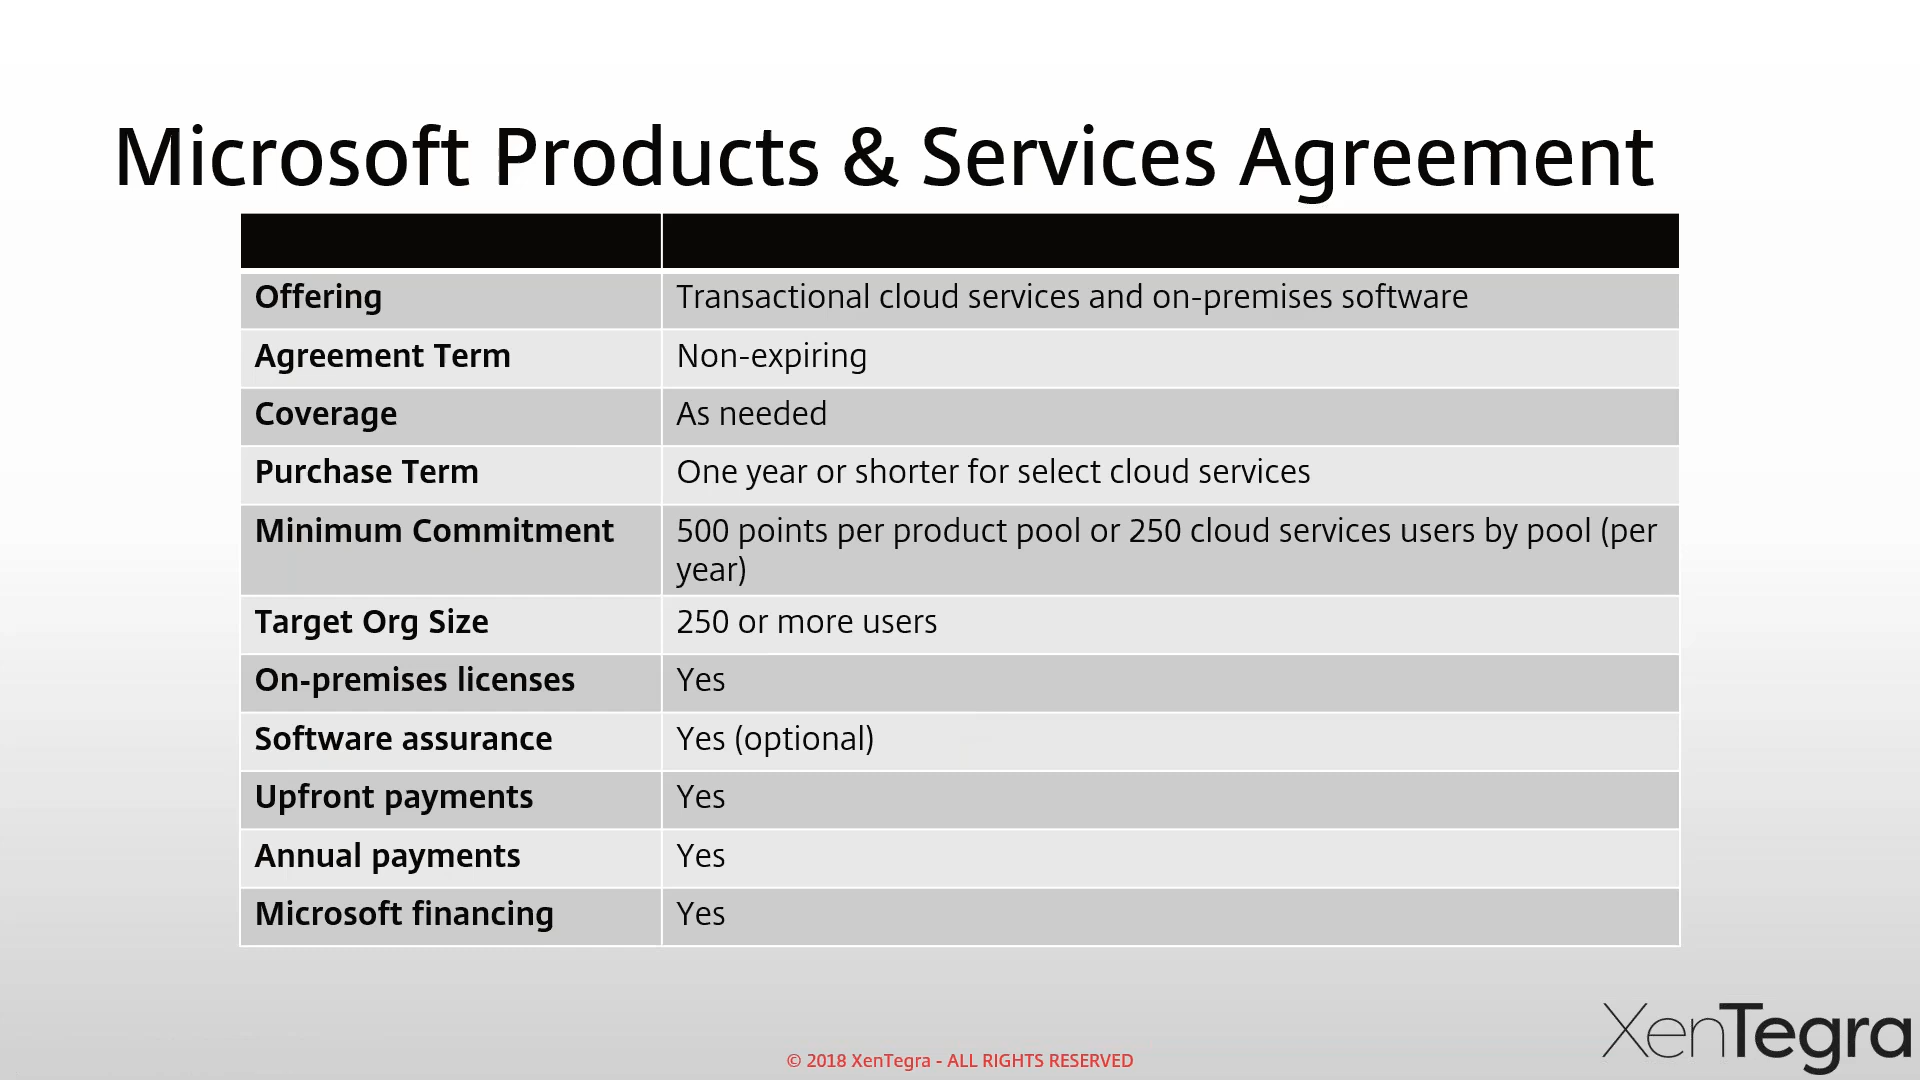 Microsoft Products & Services Agreement
Offering Transactional cloud services and on-premises software
Agreement Term Non-expiring
Coverage As needed
Purchase Term One year or shorter for select cloud services
Minimum Commitment 500 points per product pool or 250 cloud services users by pool (per
year)
Target Org Size 250 or more users
On-premises licenses Yes
Software assurance Yes (optional)
Upfront payments Yes
Annual payments Yes
Microsoft financing Yes
XenTegra
© 2018 XenTegra - ALL RIGHTS RESERVED